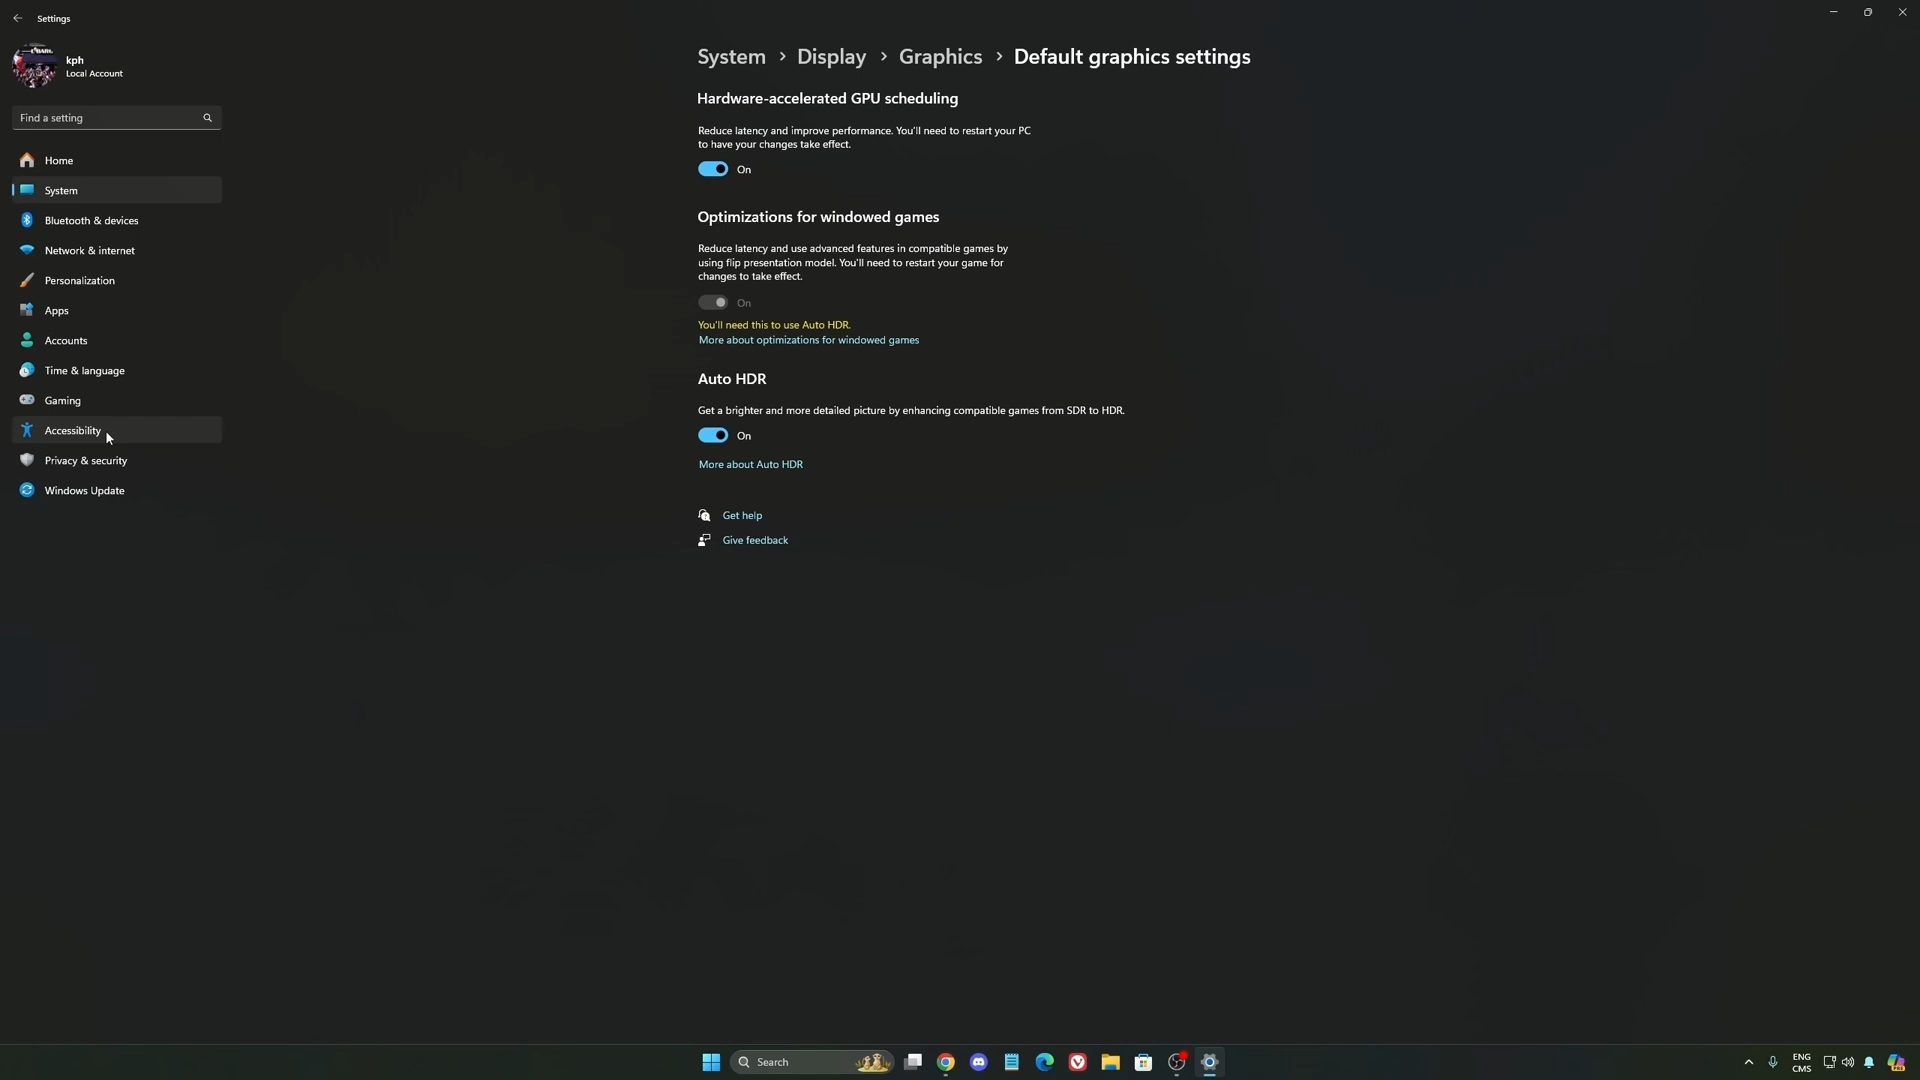 Settings
kph
Local Account
Find a setting
Home
System
Bluetooth & devices
Network & internet
Personalization
Apps
Accounts
Time & language
Gaming
Accessibility
Privacy & security
Windows Update
System > Display > Graphics > Default graphics settings
Hardware-accelerated GPU scheduling
Reduce latency and improve performance. You'll need to restart your PC
to have your changes take effect.
On
Optimizations for windowed games
Reduce latency and use advanced features in compatible games by
using flip presentation model. You'll need to restart your game for
changes to take effect.
On
You'll need this to use Auto HDR.
More about optimizations for windowed games
Auto HDR
Get a brighter and more detailed picture by enhancing compatible games from SDR to HDR.
On
More about Auto HDR
Get help
Give feedback
Search
ENG
CMS